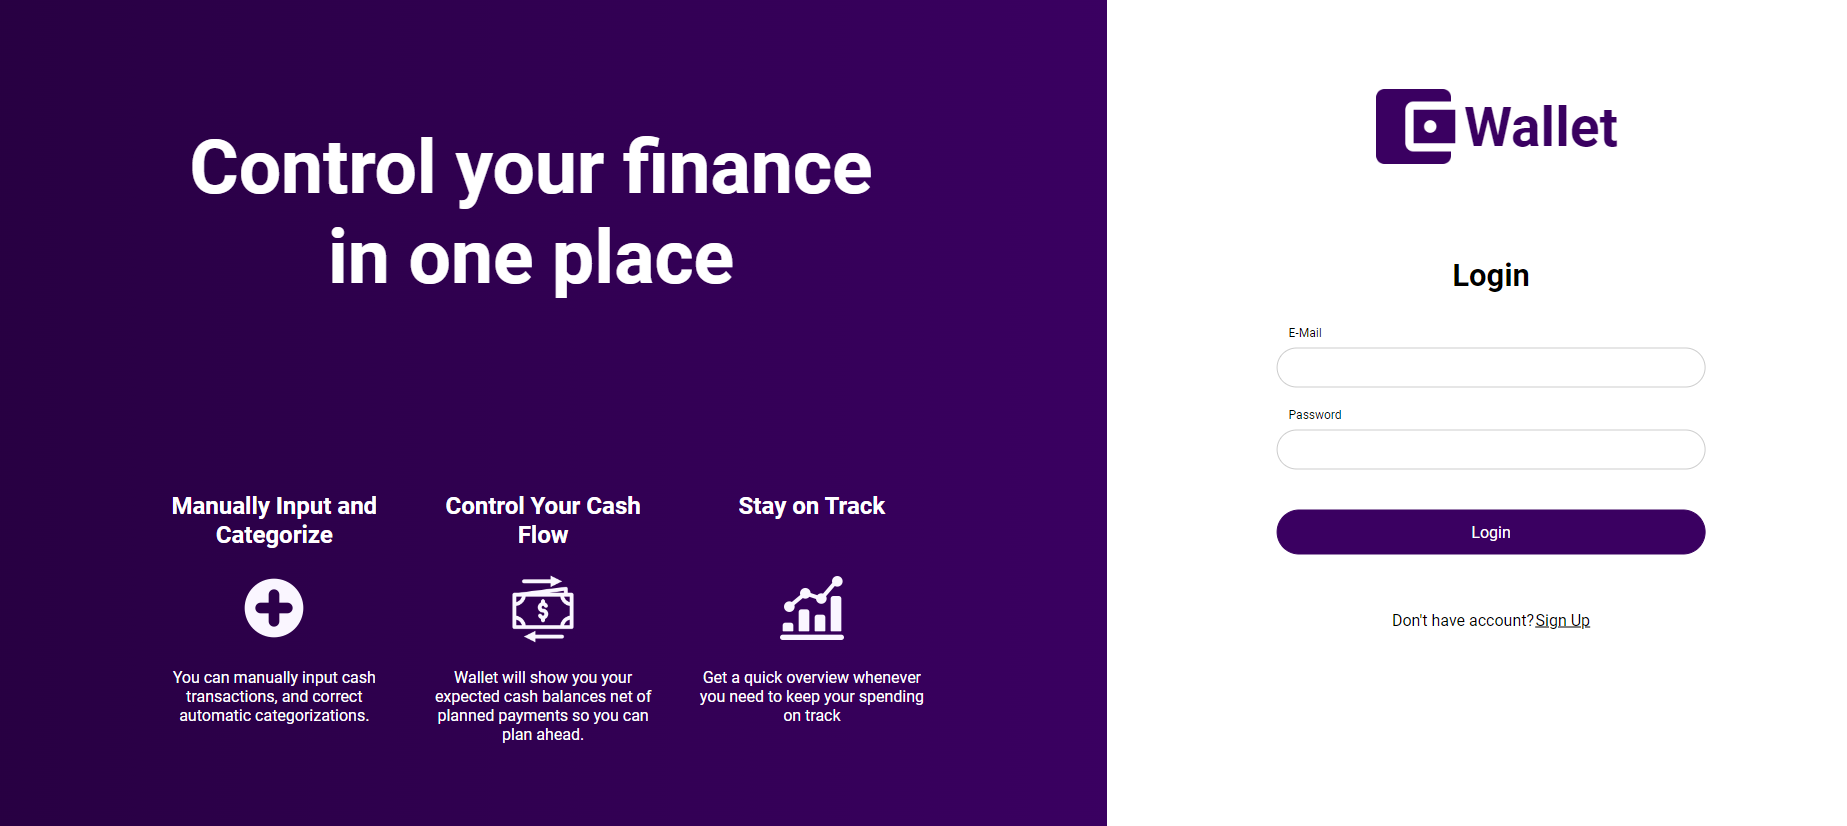 Control your finance
in one place
Manually Input and
Categorize
You can manually input cash
transactions, and correct
automatic categorizations.
Control Your Cash
Flow
$
Wallet will show you your
expected cash balances net of
planned payments so you can
plan ahead.
Stay on Track
Get a quick overview whenever
you need to keep your spending
on track
Wallet
Login
E-Mail
Password
Login
Don't have account?Sign Up